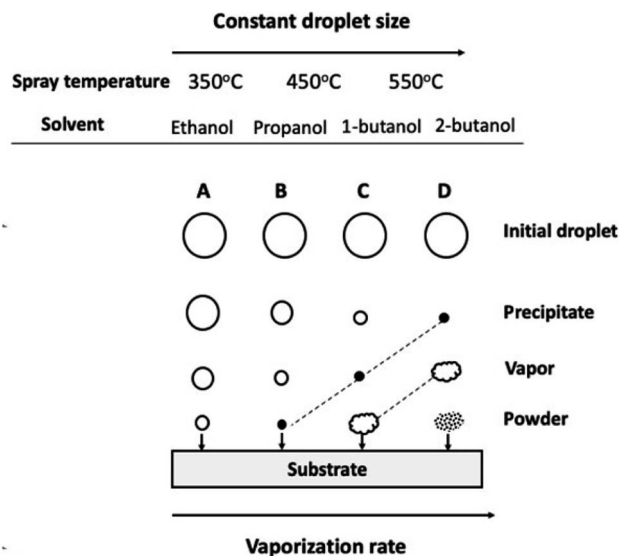 Constant droplet size
Spray temperature 350°C 450°C 550°C
Solvent Ethanol Propanol 1-butanol 2-butanol
A B C D
Initial droplet
Precipitate
Vapor
Powder
Substrate
Vaporization rate